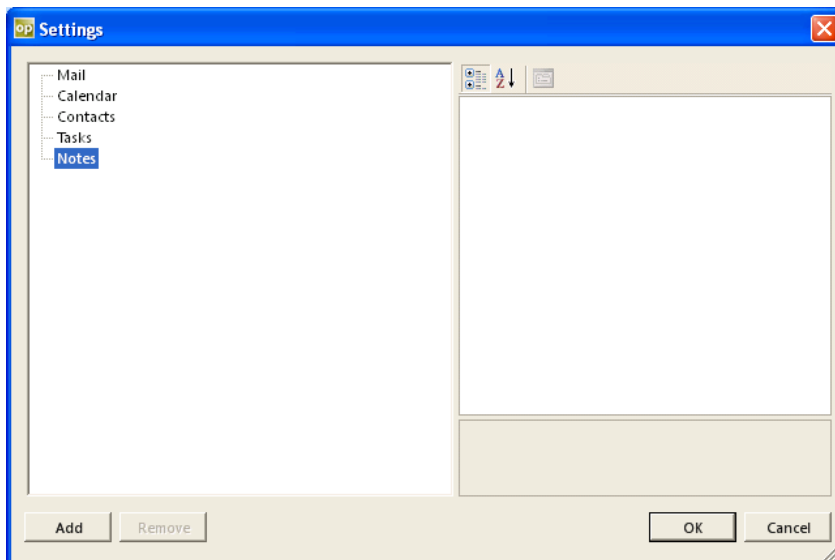 op Settings
Mail
Calendar
Contacts
Tasks
Notes
A
Z
Add Remove OK Cancel